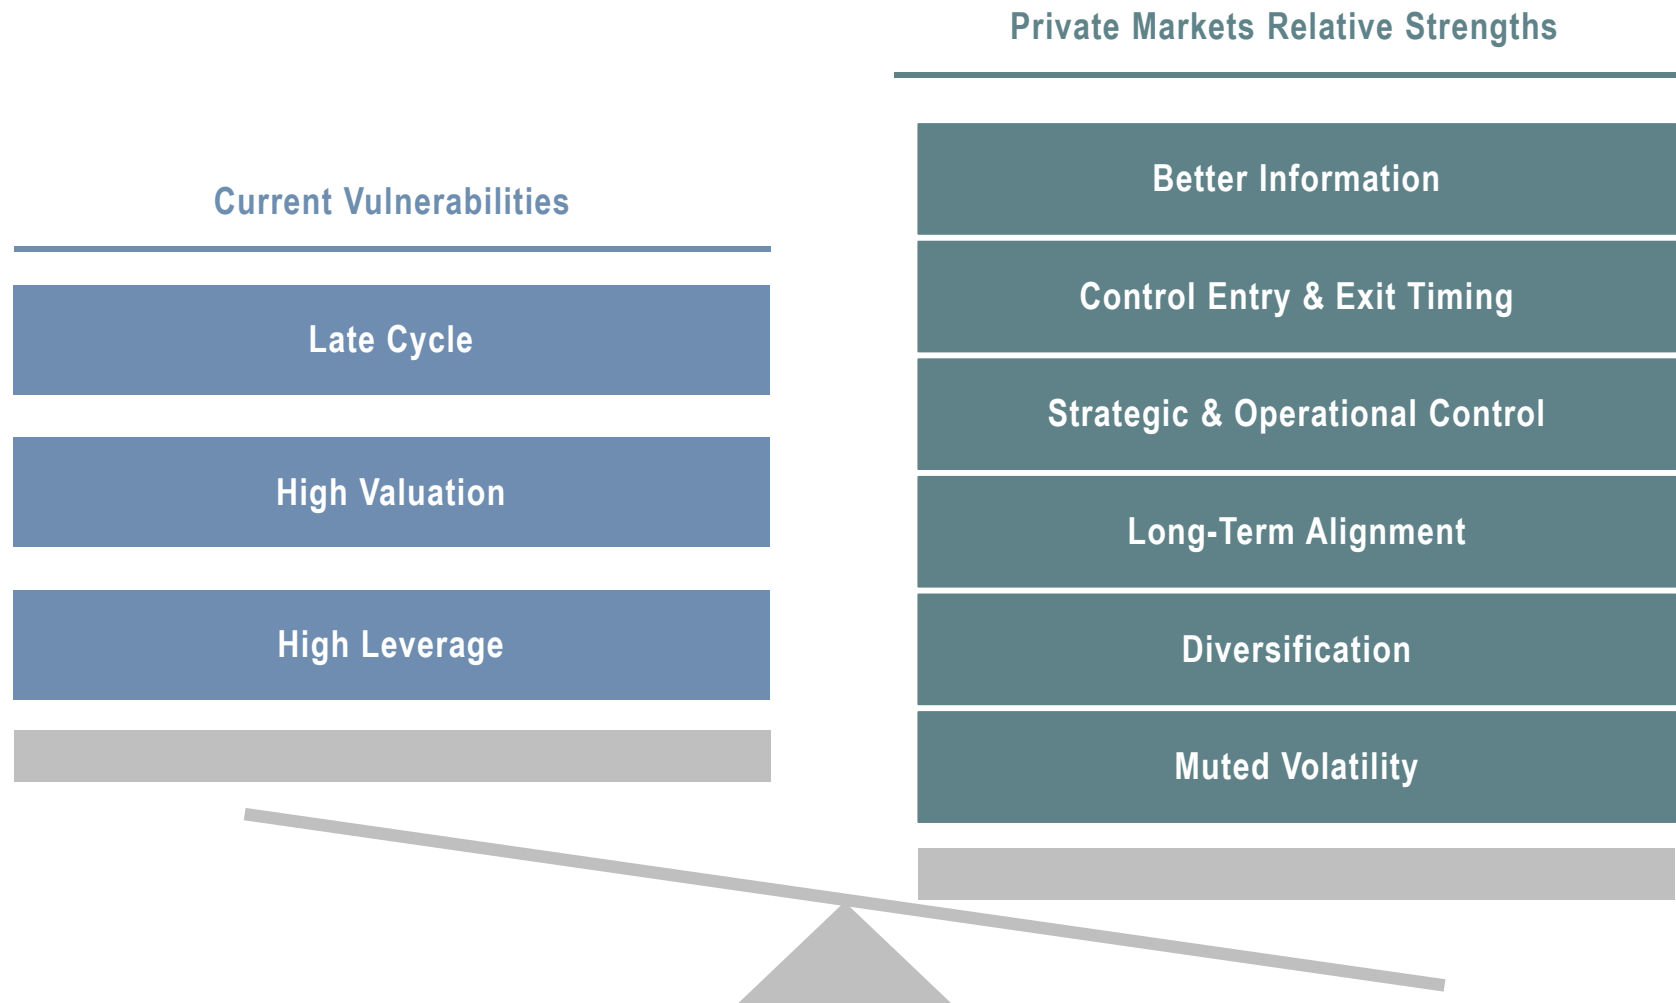 Private Markets Relative Strengths
Current Vulnerabilities
Late Cycle
High Valuation
High Leverage
Better Information
Control Entry & Exit Timing
Strategic & Operational Control
Long-Term Alignment
Diversification
Muted Volatility